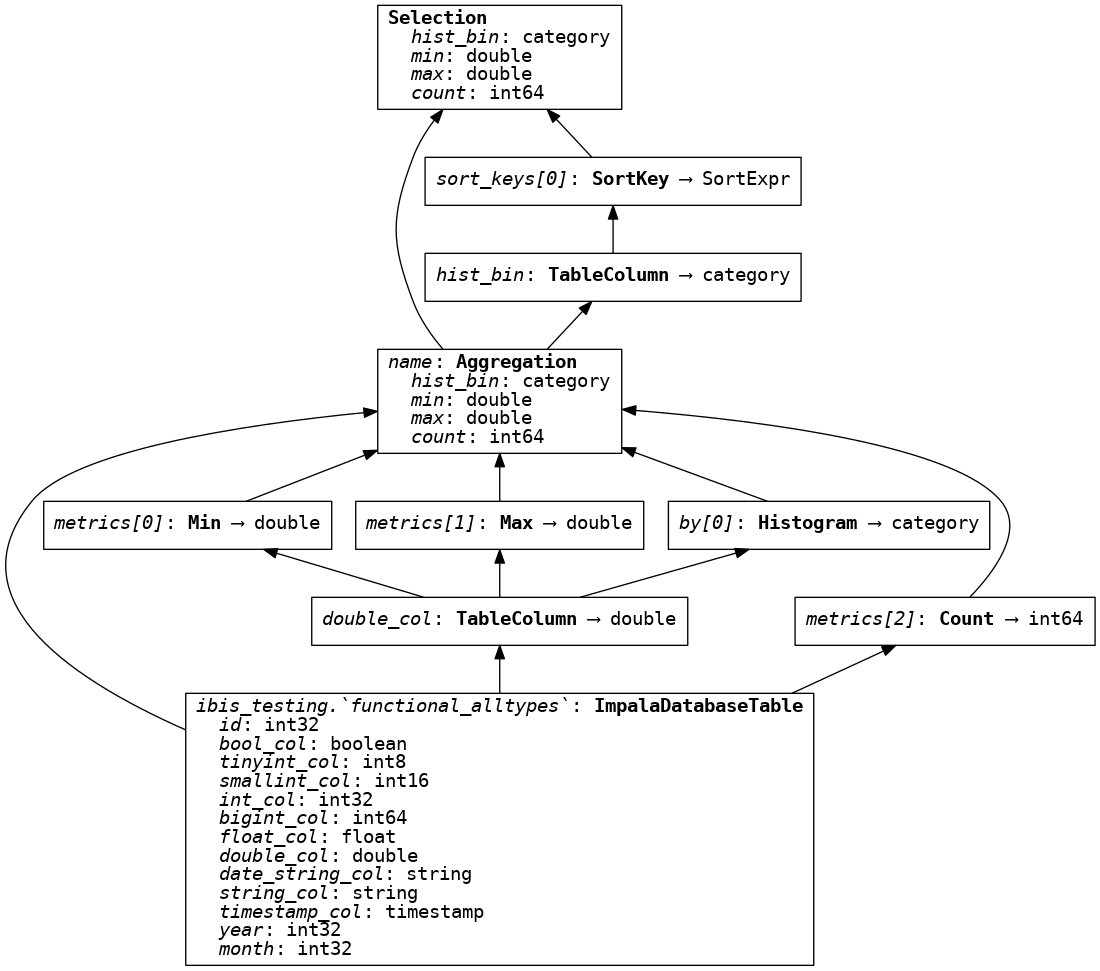 Selection
hist_bin: category
min: double
max: double
count: int64
sort_keys[0]: SortKey → SortExpr
hist_bin: TableColumn → category
name: Aggregation
hist_bin: category
min: double
max: double
count: int64
metrics[0]: Min → double
metrics[1]: Max → double
by[0]: Histogram → category
double_col: TableColumn → double
metrics[2]: Count → int64
ibis_testing.`functional_alltypes`: ImpalaDatabaseTable
id: int32
bool_col: boolean
tinyint_col: int8
smallint_col: int16
int_col: int32
bigint_col: int64
float_col: float
double_col: double
date_string_col: string
string_col: string
timestamp_col: timestamp
year: int32
month: int32